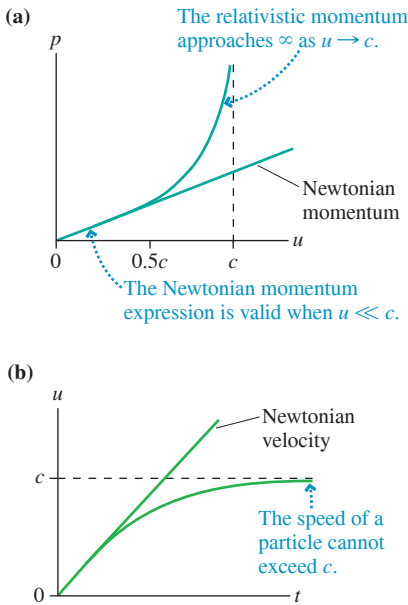 (a)
p
The relativistic momentum
approaches ∞ as u → c.
Newtonian
momentum
0
0.5c
c
u
The Newtonian momentum
expression is valid when u ≪ c.
(b)
u
Newtonian
velocity
c
The speed of a
particle cannot
exceed c.
0
t